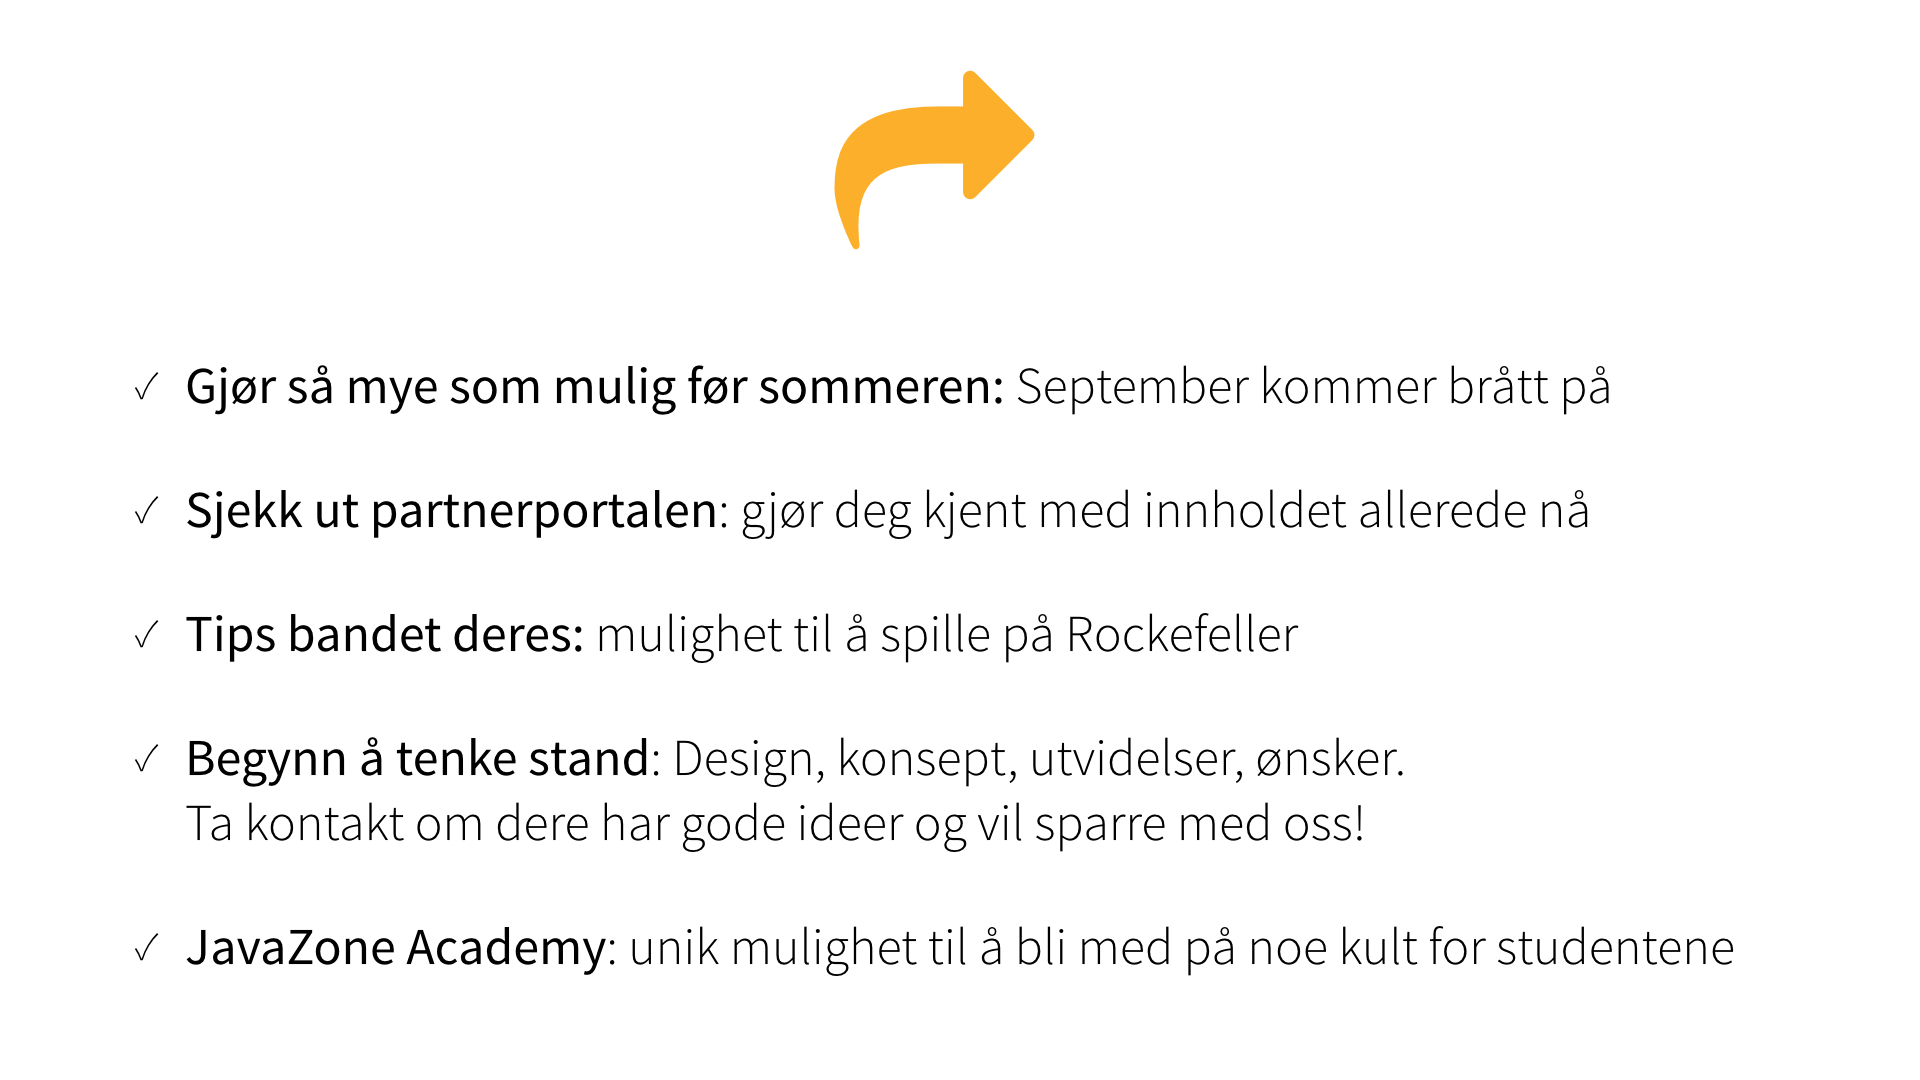 ✓ Gjør så mye som mulig før sommeren: September kommer brått på
✓ Sjekk ut partnerportalen: gjør deg kjent med innholdet allerede nå
✓ Tips bandet deres: mulighet til å spille på Rockefeller
✓ Begynn å tenke stand: Design, konsept, utvidelser, ønsker.
Ta kontakt om dere har gode ideer og vil sparre med oss!
✓ JavaZone Academy: unik mulighet til å bli med på noe kult for studentene